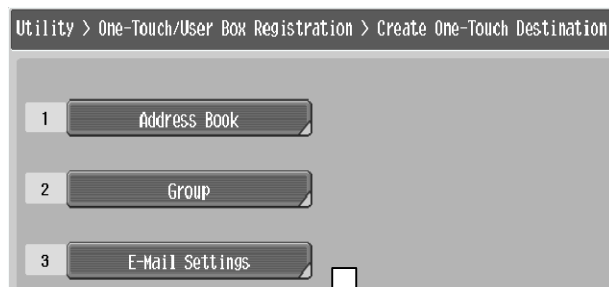 Utility > One-Touch/User Box Registration > Create One-Touch Destination
1 Address Book
2 Group
3 E-Mail Settings